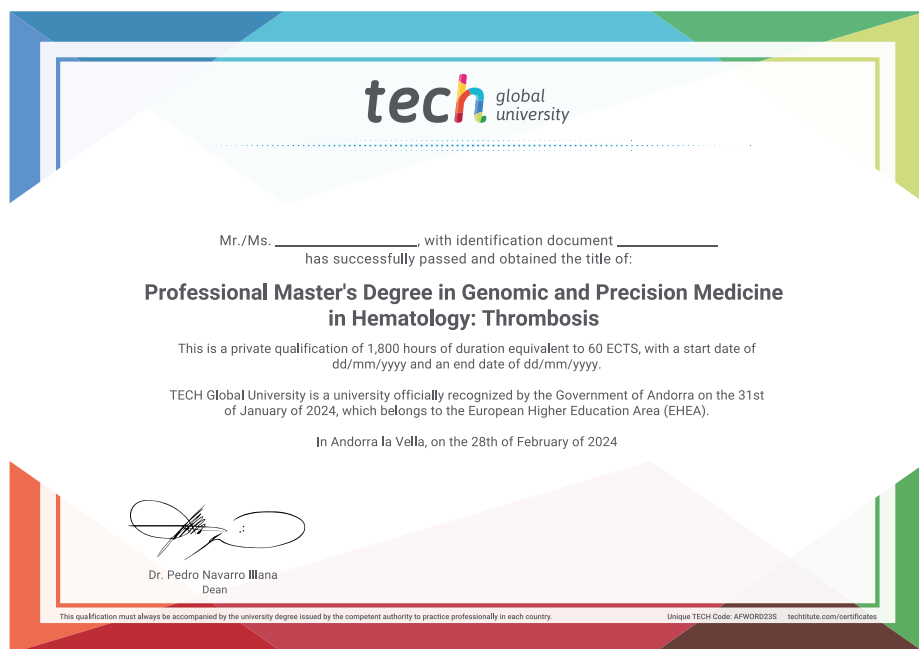 tech global
university
Mr./Ms. ____________________, with identification document ______________
has successfully passed and obtained the title of:
Professional Master's Degree in Genomic and Precision Medicine
in Hematology: Thrombosis
This is a private qualification of 1,800 hours of duration equivalent to 60 ECTS, with a start date of
dd/mm/yyyy and an end date of dd/mm/yyyy.
TECH Global University is a university officially recognized by the Government of Andorra on the 31st
of January of 2024, which belongs to the European Higher Education Area (EHEA).
In Andorra la Vella, on the 28th of February of 2024
Dr. Pedro Navarro Illana
Dean
This qualification must always be accompanied by the university degree issued by the competent authority to practice professionally in each country.
Unique TECH Code: AFWORD23S techtitute.com/certificates